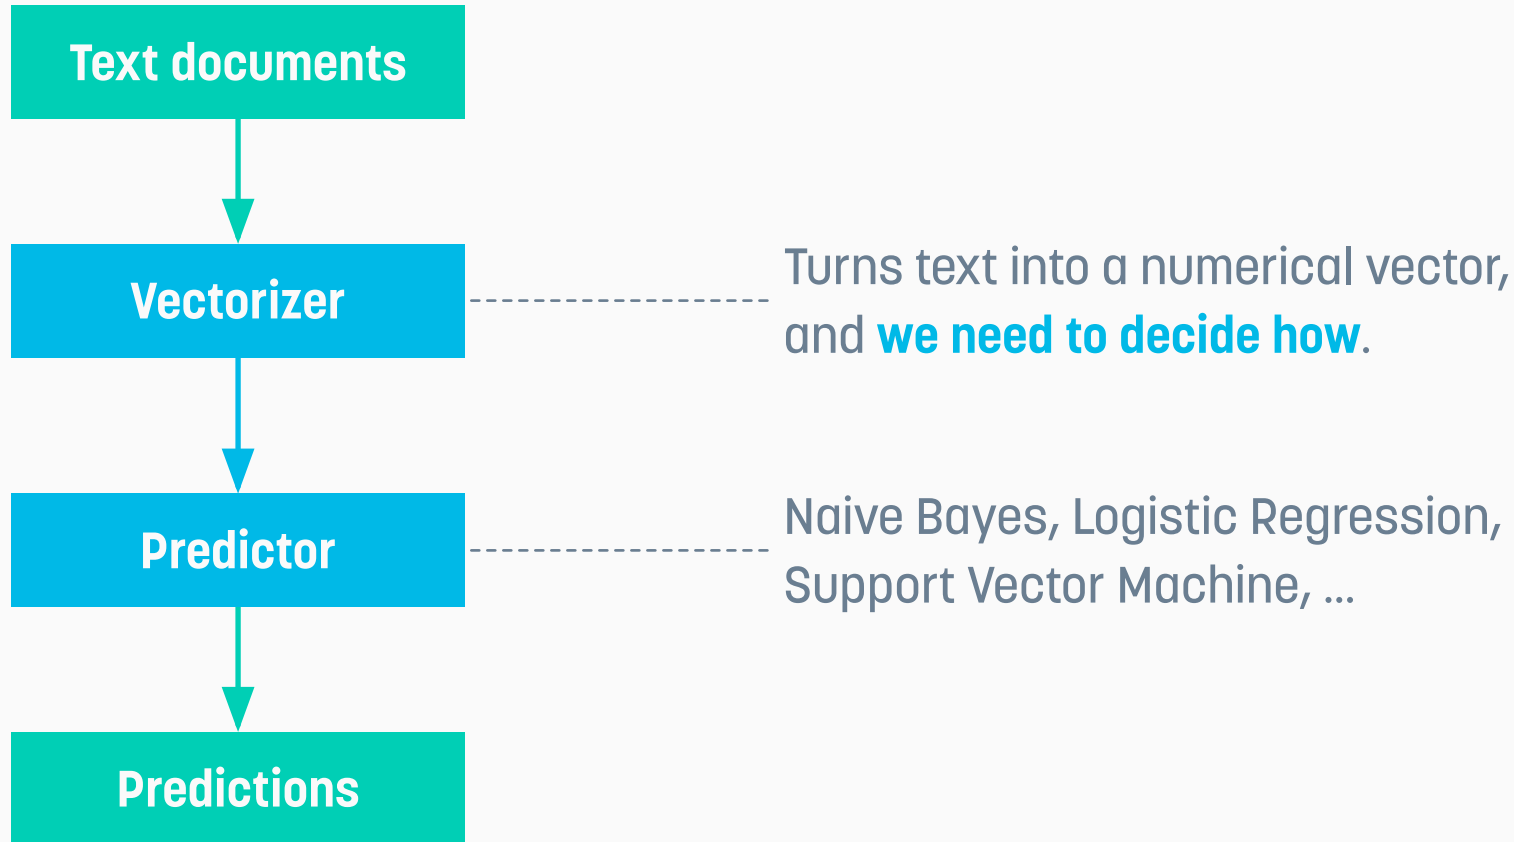 Text documents
Vectorizer
Turns text into a numerical vector,
and we need to decide how.
Predictor
Naive Bayes, Logistic Regression,
Support Vector Machine, ...
Predictions